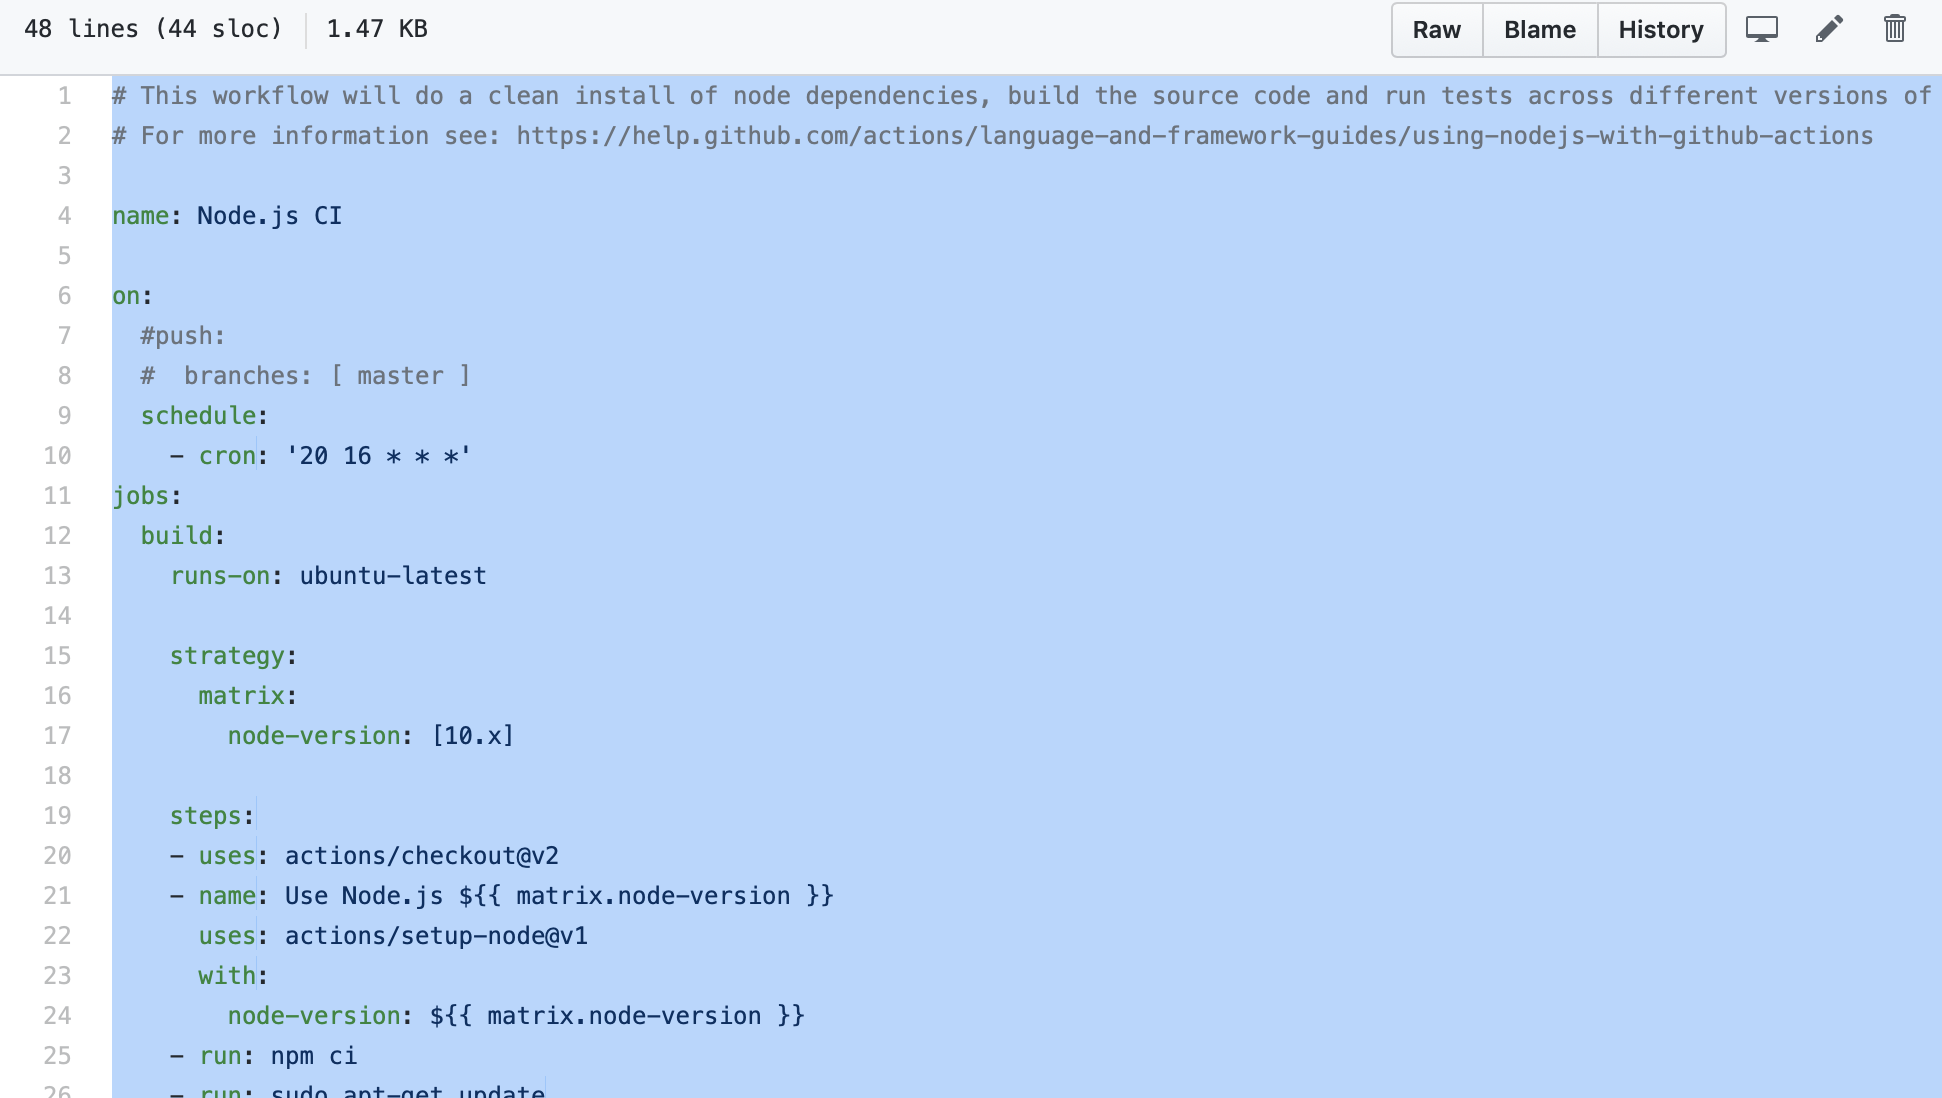 48 lines (44 sloc) 1.47 KB Raw Blame History
1 # This workflow will do a clean install of node dependencies, build the source code and run tests across different versions of
2 # For more information see: https://help.github.com/actions/language-and-framework-guides/using-nodejs-with-github-actions
3
4 name: Node.js CI
5
6 on:
7   #push:
8   #  branches: [ master ]
9   schedule:
10     - cron: '20 16 * * *'
11 jobs:
12   build:
13     runs-on: ubuntu-latest
14
15     strategy:
16       matrix:
17         node-version: [10.x]
18
19     steps:
20     - uses: actions/checkout@v2
21     - name: Use Node.js ${{ matrix.node-version }}
22       uses: actions/setup-node@v1
23       with:
24         node-version: ${{ matrix.node-version }}
25     - run: npm ci
26     - run: sudo apt-get update